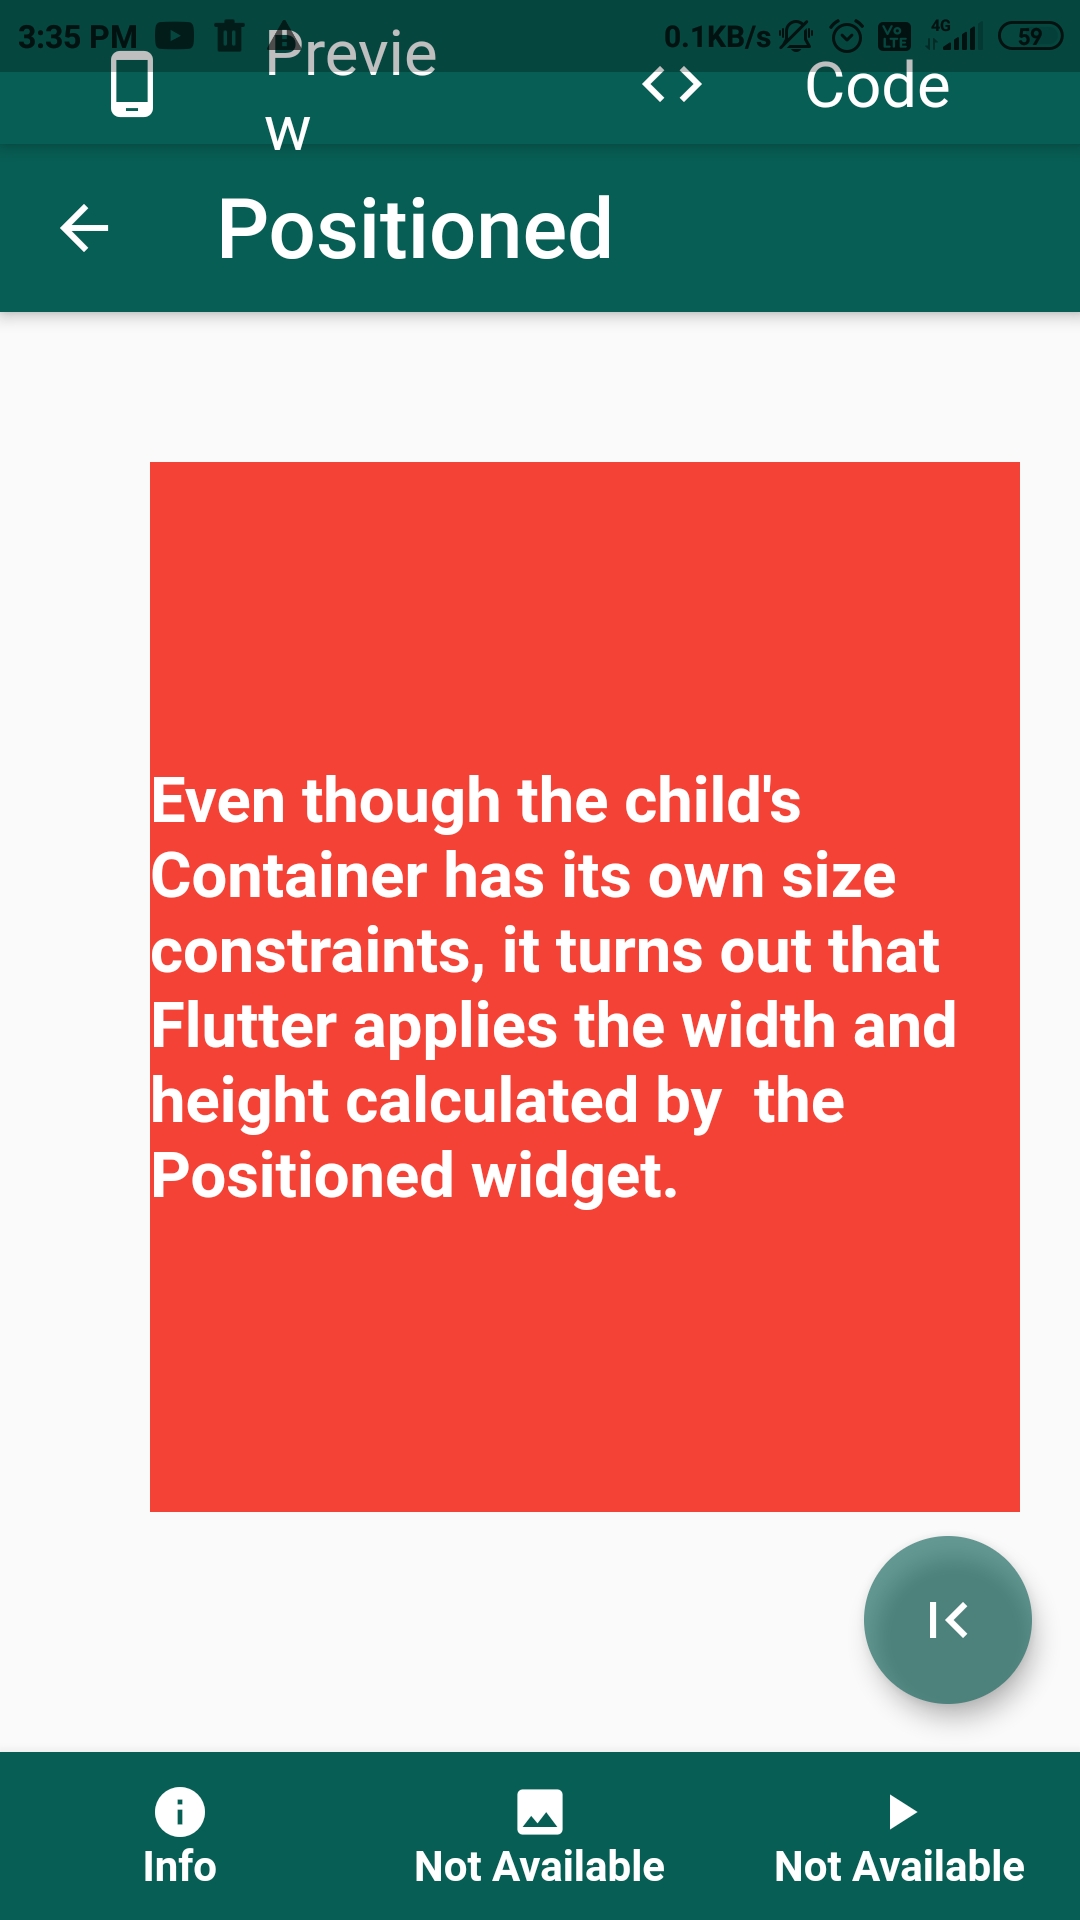 3:35 PM 0.1KB/s Vo LTE 4G 59
Previe
w
Code
Positioned
Even though the child's
Container has its own size
constraints, it turns out that
Flutter applies the width and
height calculated by  the
Positioned widget.
Info
Not Available
Not Available